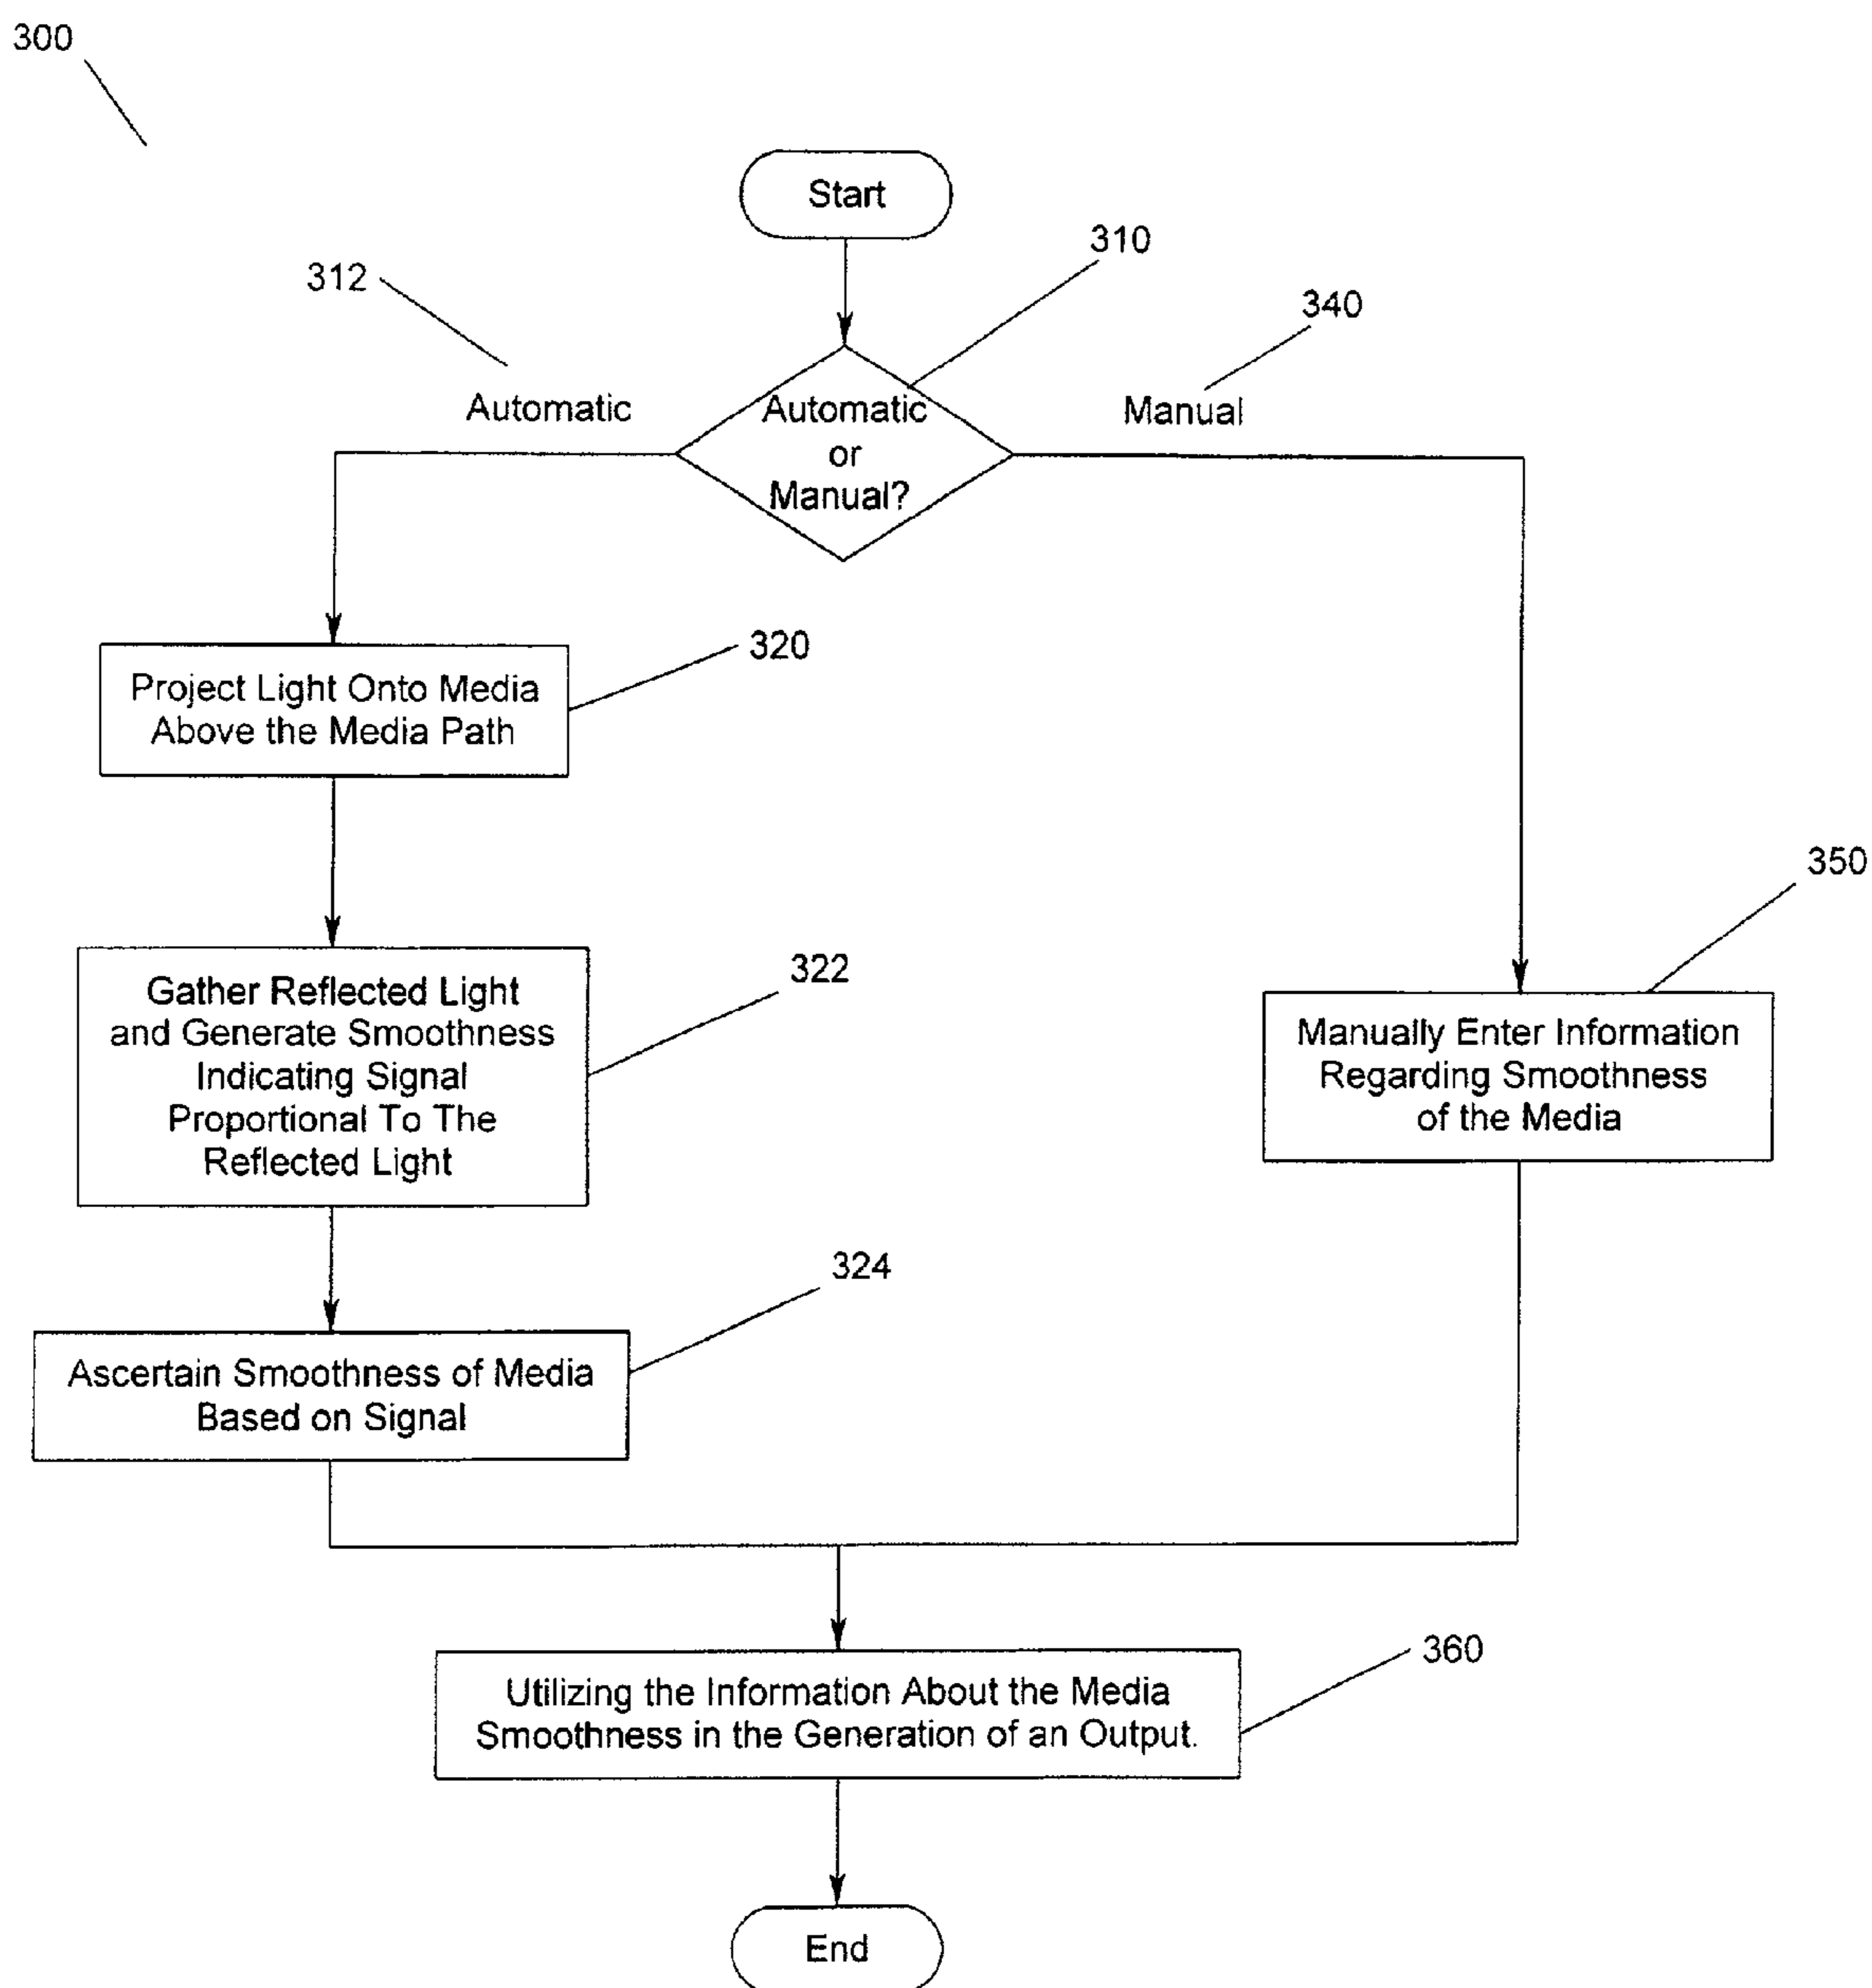 300
Start
310
312
340
Automatic
Manual
Automatic
or
Manual?
320
Project Light Onto Media
Above the Media Path
350
322
Gather Reflected Light
and Generate Smoothness
Indicating Signal
Proportional To The
Reflected Light
Manually Enter Information
Regarding Smoothness
of the Media
324
Ascertain Smoothness of Media
Based on Signal
360
Utilizing the Information About the Media
Smoothness in the Generation of an Output.
End